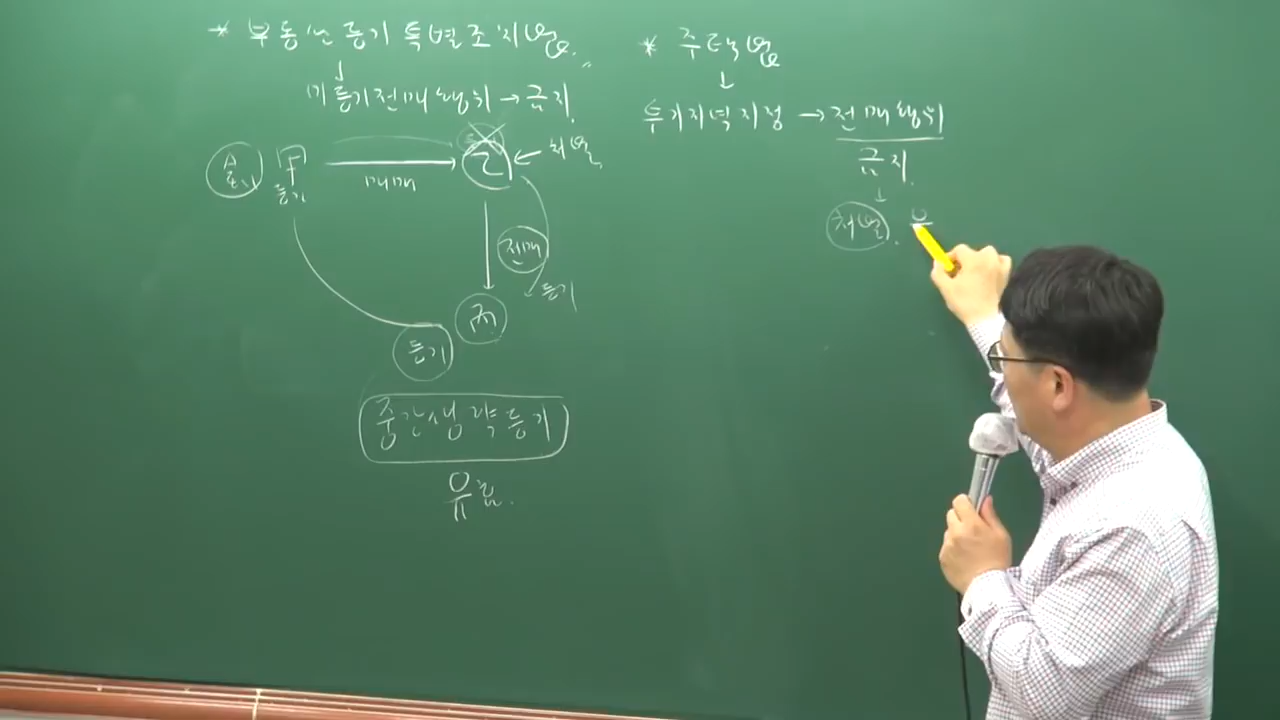 * 부동산등기 특별조치법.
↓
미등기전매행위 → 금지.
등기
매매
← 처벌.
전매
등기
등기
중간생략등기
유효.
* 주택법
↓
투기지역지정 → 전매행위
금지.
↓
처벌.